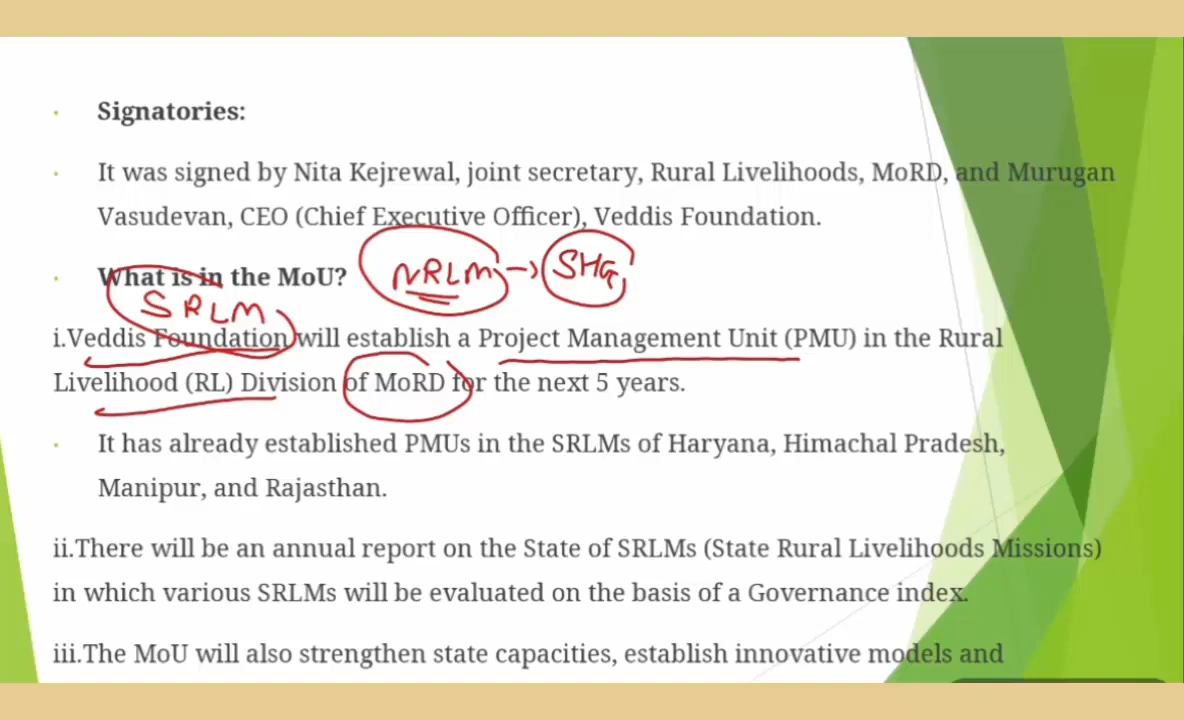 Signatories:
It was signed by Nita Kejrewal, joint secretary, Rural Livelihoods, MoRD, and Murugan
Vasudevan, CEO (Chief Executive Officer), Veddis Foundation.
What is in the MoU?
NRLM → SHG
SRLM
i.Veddis Foundation will establish a Project Management Unit (PMU) in the Rural
Livelihood (RL) Division of MoRD for the next 5 years.
It has already established PMUs in the SRLMs of Haryana, Himachal Pradesh,
Manipur, and Rajasthan.
ii.There will be an annual report on the State of SRLMs (State Rural Livelihoods Missions)
in which various SRLMs will be evaluated on the basis of a Governance index.
iii.The MoU will also strengthen state capacities, establish innovative models and